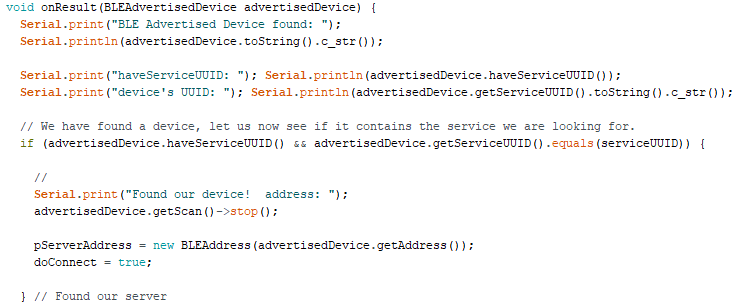 void onResult(BLEAdvertisedDevice advertisedDevice) {
Serial.print("BLE Advertised Device found: ");
Serial.println(advertisedDevice.toString().c_str());
Serial.print("haveServiceUUID: "); Serial.println(advertisedDevice.haveServiceUUID());
Serial.print("device's UUID: "); Serial.println(advertisedDevice.getServiceUUID().toString().c_str());
// We have found a device, let us now see if it contains the service we are looking for.
if (advertisedDevice.haveServiceUUID() && advertisedDevice.getServiceUUID().equals(serviceUUID)) {
//
Serial.print("Found our device!  address: ");
advertisedDevice.getScan()->stop();
pServerAddress = new BLEAddress(advertisedDevice.getAddress());
doConnect = true;
} // Found our server